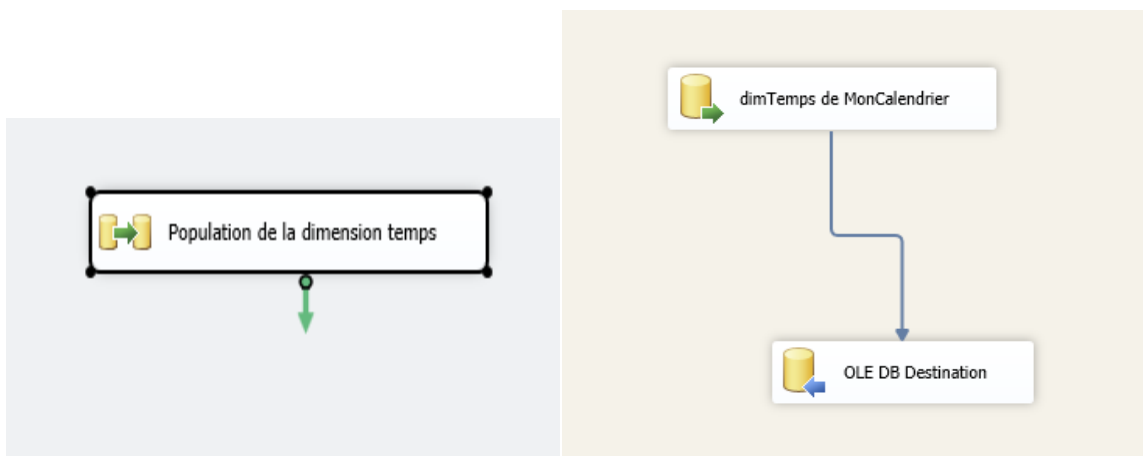 Population de la dimension temps
dimTemps de MonCalendrier
OLE DB Destination